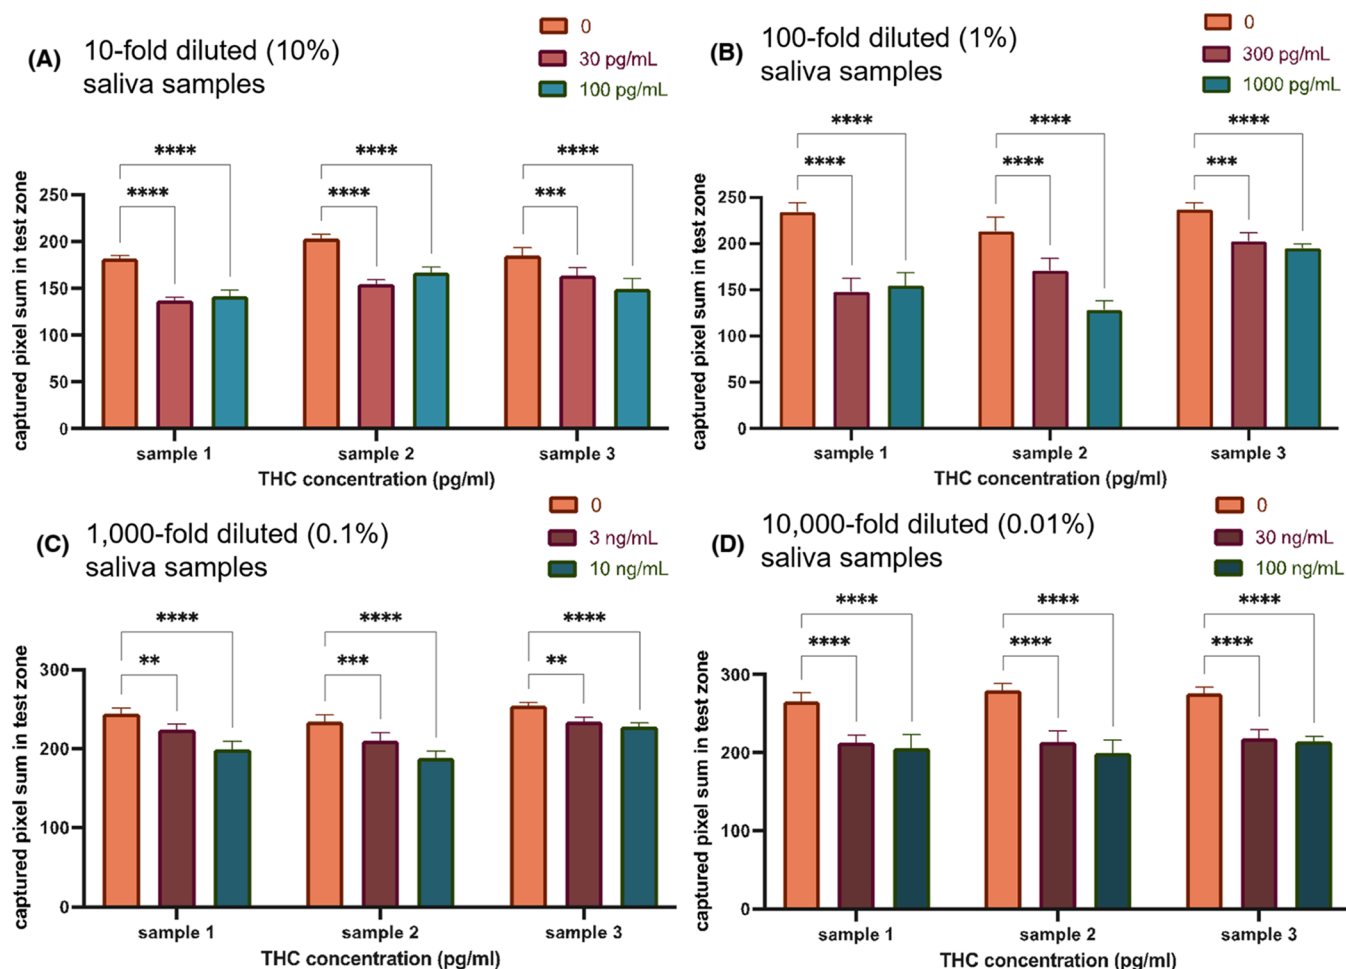 (A)
10-fold diluted (10%)
saliva samples
0
30 pg/mL
100 pg/mL
**** **** ****
**** **** ***
captured pixel sum in test zone
250
200
150
100
50
0
sample 1 sample 2 sample 3
THC concentration (pg/ml)
(B)
100-fold diluted (1%)
saliva samples
0
300 pg/mL
1000 pg/mL
**** **** ****
**** **** ***
captured pixel sum in test zone
250
200
150
100
50
0
sample 1 sample 2 sample 3
THC concentration (pg/ml)
(C)
1,000-fold diluted (0.1%)
saliva samples
0
3 ng/mL
10 ng/mL
**** **** ****
** *** **
captured pixel sum in test zone
300
200
100
0
sample 1 sample 2 sample 3
THC concentration (pg/ml)
(D)
10,000-fold diluted (0.01%)
saliva samples
0
30 ng/mL
100 ng/mL
**** **** ****
**** **** ****
captured pixel sum in test zone
300
200
100
0
sample 1 sample 2 sample 3
THC concentration (pg/ml)